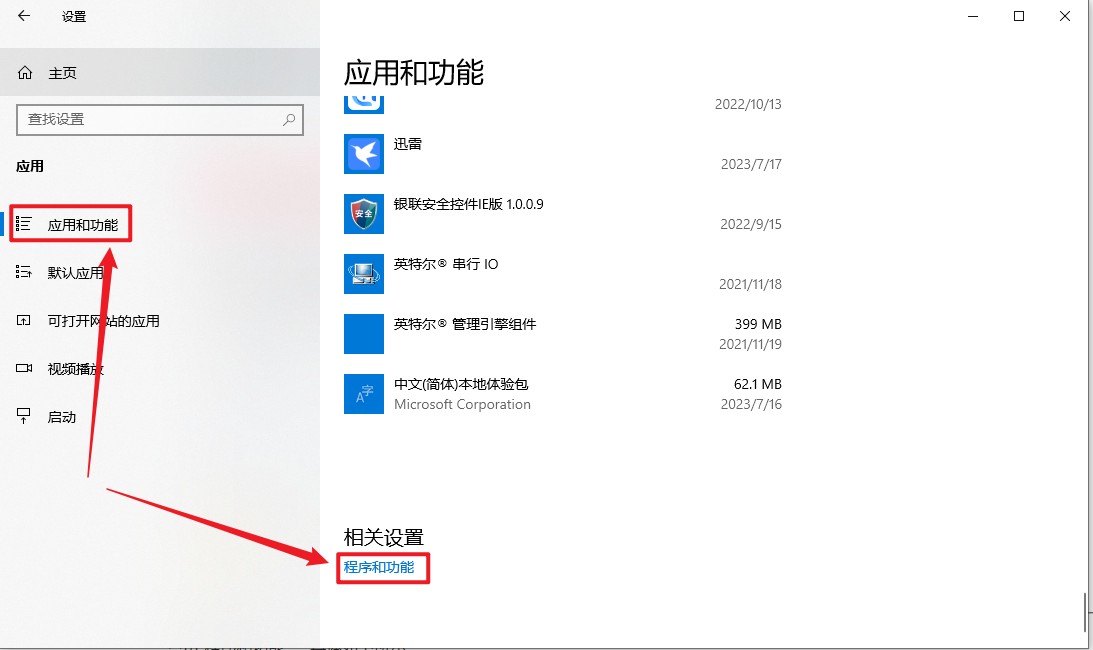 设置
主页
查找设置
应用
应用和功能
默认应用
可打开网站的应用
视频播放
启动
应用和功能
2022/10/13
迅雷
2023/7/17
安全
银联安全控件IE版 1.0.0.9
2022/9/15
英特尔® 串行 IO
2021/11/18
英特尔® 管理引擎组件 399 MB
2021/11/19
A字
中文(简体)本地体验包 62.1 MB
Microsoft Corporation 2023/7/16
相关设置
程序和功能